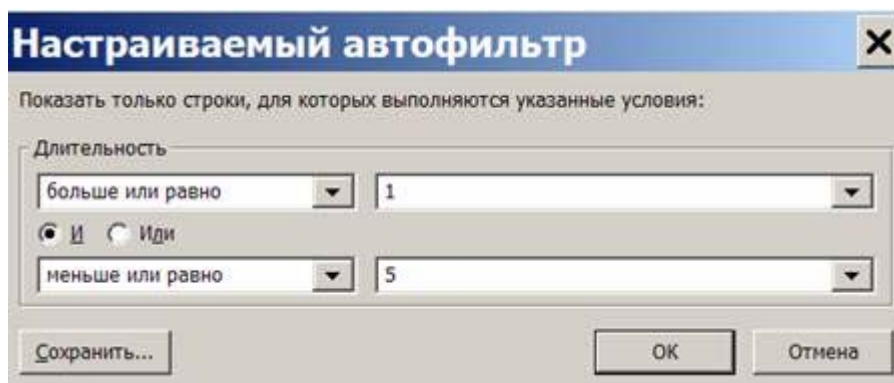 Настраиваемый автофильтр
Показать только строки, для которых выполняются указанные условия:
Длительность
больше или равно 1
И Или
меньше или равно 5
Сохранить... ОК Отмена